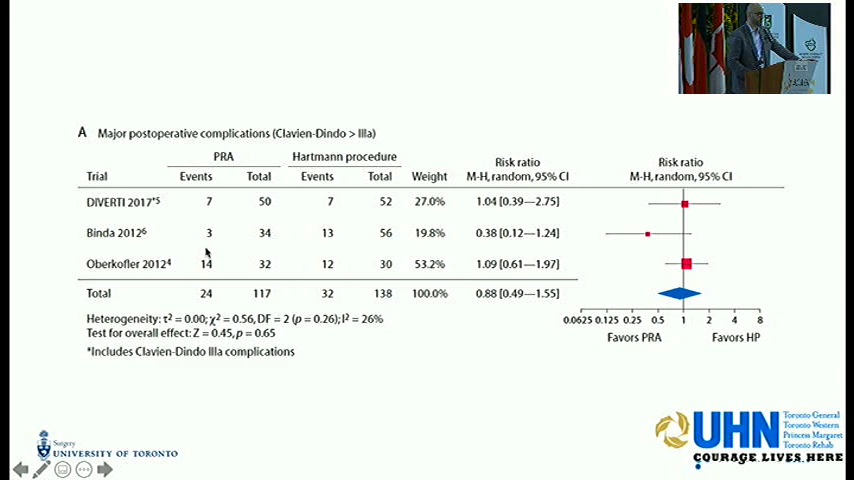 A Major postoperative complications (Clavien-Dindo > IIIa)
PRA Hartmann procedure Risk ratio Risk ratio
Trial Events Total Events Total Weight M-H, random, 95% CI M-H, random, 95% CI
DIVERTI 2017*5 7 50 7 52 27.0% 1.04 [0.39—2.75]
Binda 20126 3 34 13 56 19.8% 0.38 [0.12—1.24]
Oberkofler 20124 14 32 12 30 53.2% 1.09 [0.61—1.97]
Total 24 117 32 138 100.0% 0.88 [0.49—1.55]
Heterogeneity: τ2 = 0.00; χ2 = 0.56, DF = 2 (p = 0.26); I2 = 26%
Test for overall effect: Z = 0.45, p = 0.65
*Includes Clavien-Dindo IIIa complications
0.0625 0.125 0.25 0.5 1 2 4 8
Favors PRA Favors HP
Surgery
UNIVERSITY OF TORONTO
UHN
Toronto General
Toronto Western
Princess Margaret
Toronto Rehab
COURAGE LIVES HERE